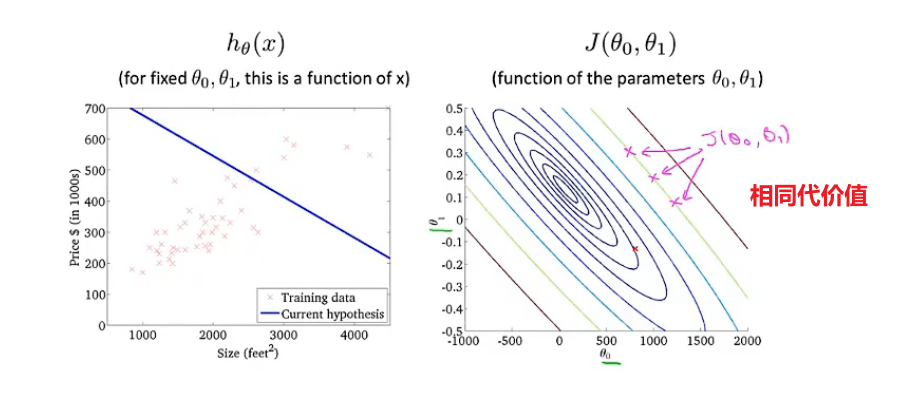 hθ(x)
(for fixed θ0, θ1, this is a function of x)
700
600
500
400
300
200
100
0
Price $ (in 1000s)
1000
2000
3000
4000
Size (feet²)
Training data
Current hypothesis
J(θ0, θ1)
(function of the parameters θ0, θ1)
0.5
0.4
0.3
0.2
0.1
0
-0.1
-0.2
-0.3
-0.4
-0.5
θ1
-1000
-500
0
500
1000
1500
2000
θ0
J(θ0, θ1)
相同代价值